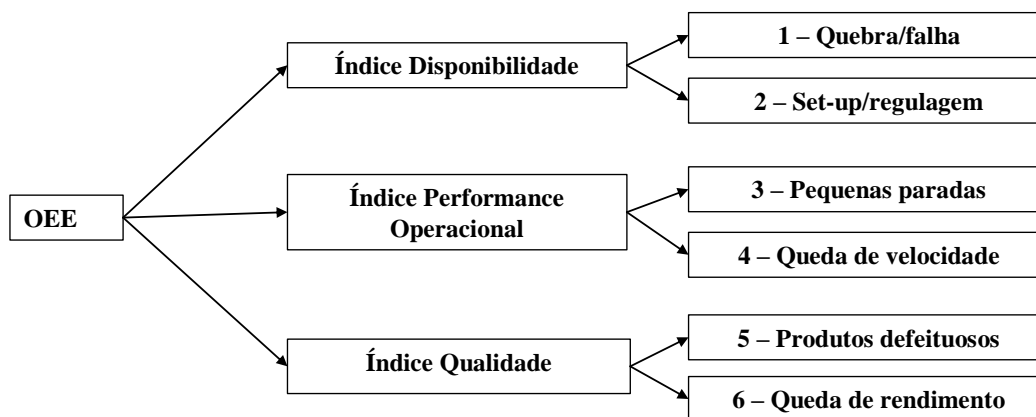 OEE
Índice Disponibilidade
1 – Quebra/falha
2 – Set-up/regulagem
Índice Performance
Operacional
3 – Pequenas paradas
4 – Queda de velocidade
Índice Qualidade
5 – Produtos defeituosos
6 – Queda de rendimento